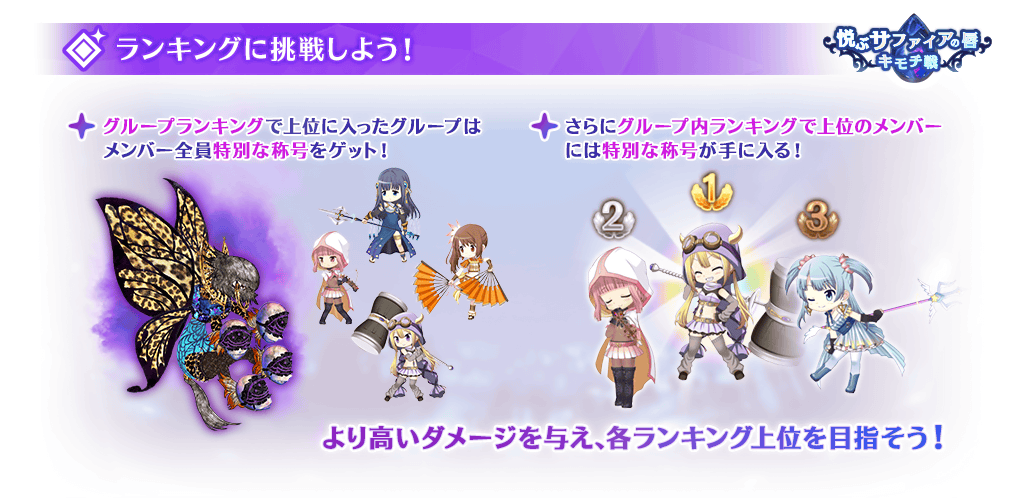 ランキングに挑戦しよう！
悦ぶサファイアの唇
キモチ戦
グループランキングで上位に入ったグループは
メンバー全員特別な称号をゲット！
さらにグループ内ランキングで上位のメンバー
には特別な称号が手に入る！
1
2
3
より高いダメージを与え、各ランキング上位を目指そう！